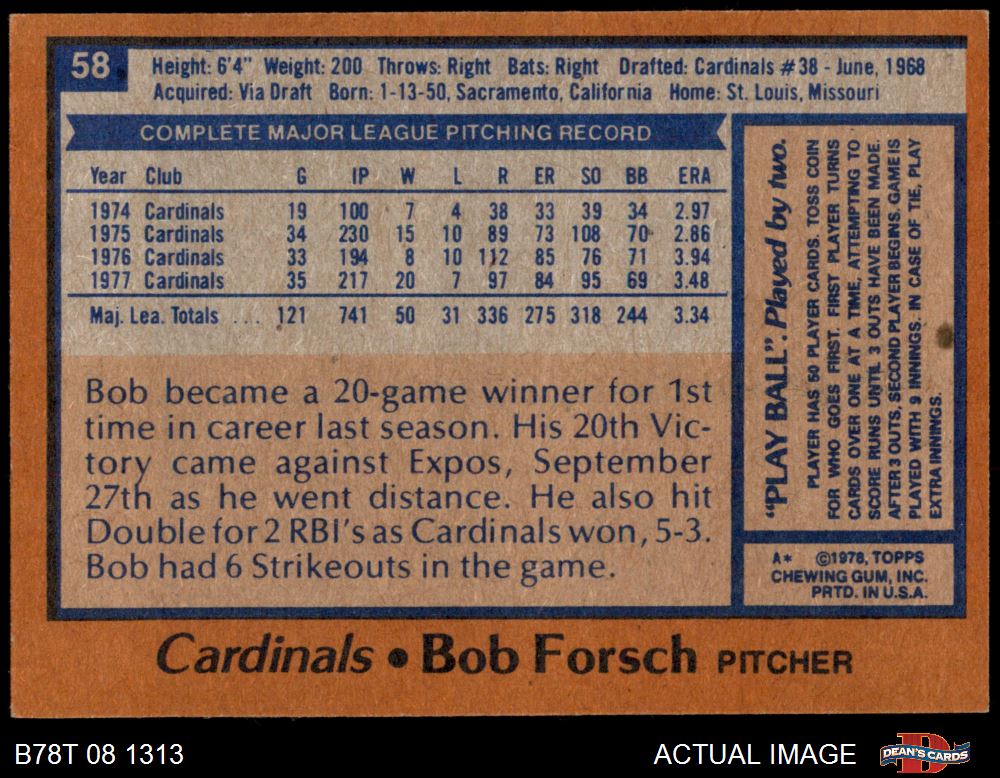 58
Height: 6'4" Weight: 200 Throws: Right Bats: Right Drafted: Cardinals #38 - June, 1968
Acquired: Via Draft Born: 1-13-50, Sacramento, California Home: St. Louis, Missouri
COMPLETE MAJOR LEAGUE PITCHING RECORD
Year Club G IP W L R ER SO BB ERA
1974 Cardinals 19 100 7 4 38 33 39 34 2.97
1975 Cardinals 34 230 15 10 89 73 108 70 2.86
1976 Cardinals 33 194 8 10 112 85 76 71 3.94
1977 Cardinals 35 217 20 7 97 84 95 69 3.48
Maj. Lea. Totals ... 121 741 50 31 336 275 318 244 3.34
Bob became a 20-game winner for 1st
time in career last season. His 20th Vic-
tory came against Expos, September
27th as he went distance. He also hit
Double for 2 RBI's as Cardinals won, 5-3.
Bob had 6 Strikeouts in the game.
"PLAY BALL". Played by two.
PLAYER HAS 50 PLAYER CARDS. TOSS COIN
FOR WHO GOES FIRST. FIRST PLAYER TURNS
CARDS OVER ONE AT A TIME, ATTEMPTING TO
SCORE RUNS UNTIL 3 OUTS HAVE BEEN MADE.
AFTER 3 OUTS, SECOND PLAYER BEGINS. GAME IS
PLAYED WITH 9 INNINGS. IN CASE OF TIE, PLAY
EXTRA INNINGS.
A* ©1978, TOPPS
CHEWING GUM, INC.
PRTD. IN U.S.A.
Cardinals • Bob Forsch PITCHER
B78T 08 1313
ACTUAL IMAGE
DEAN'S CARDS